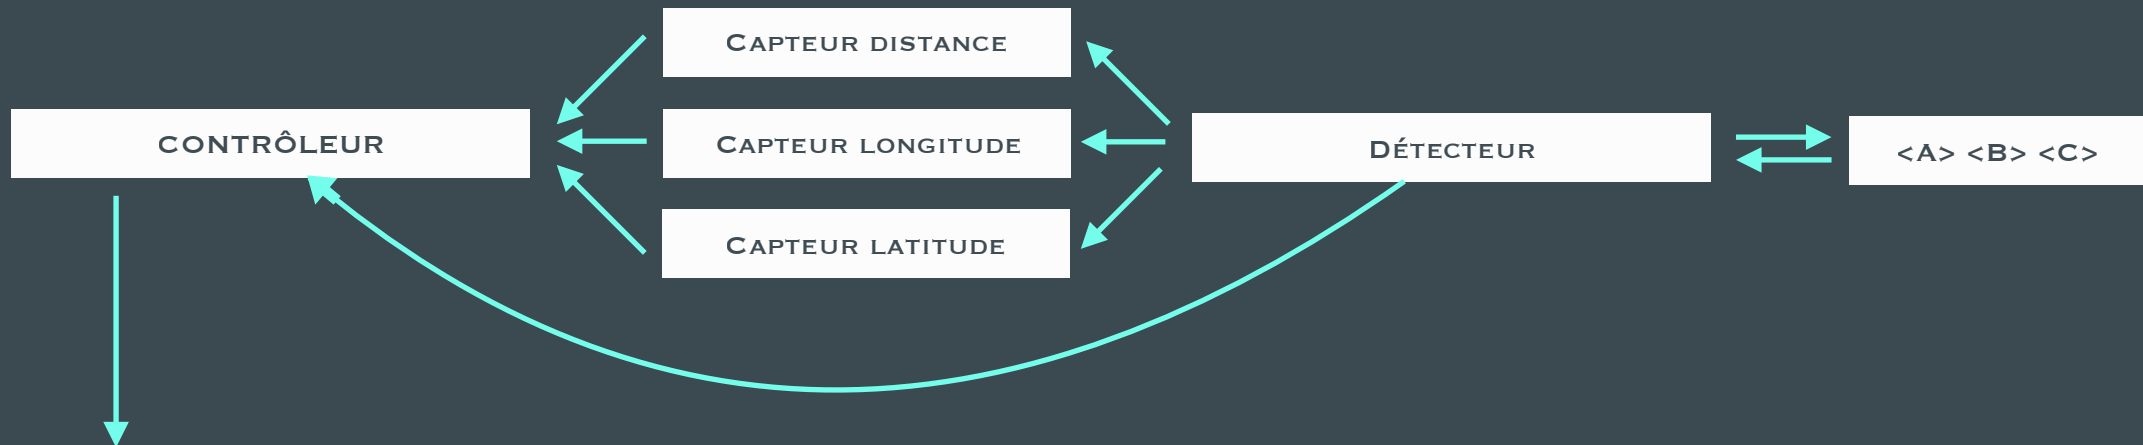 Capteur distance
CONTRÔLEUR
Capteur longitude
Détecteur
<A> <B> <C>
Capteur latitude